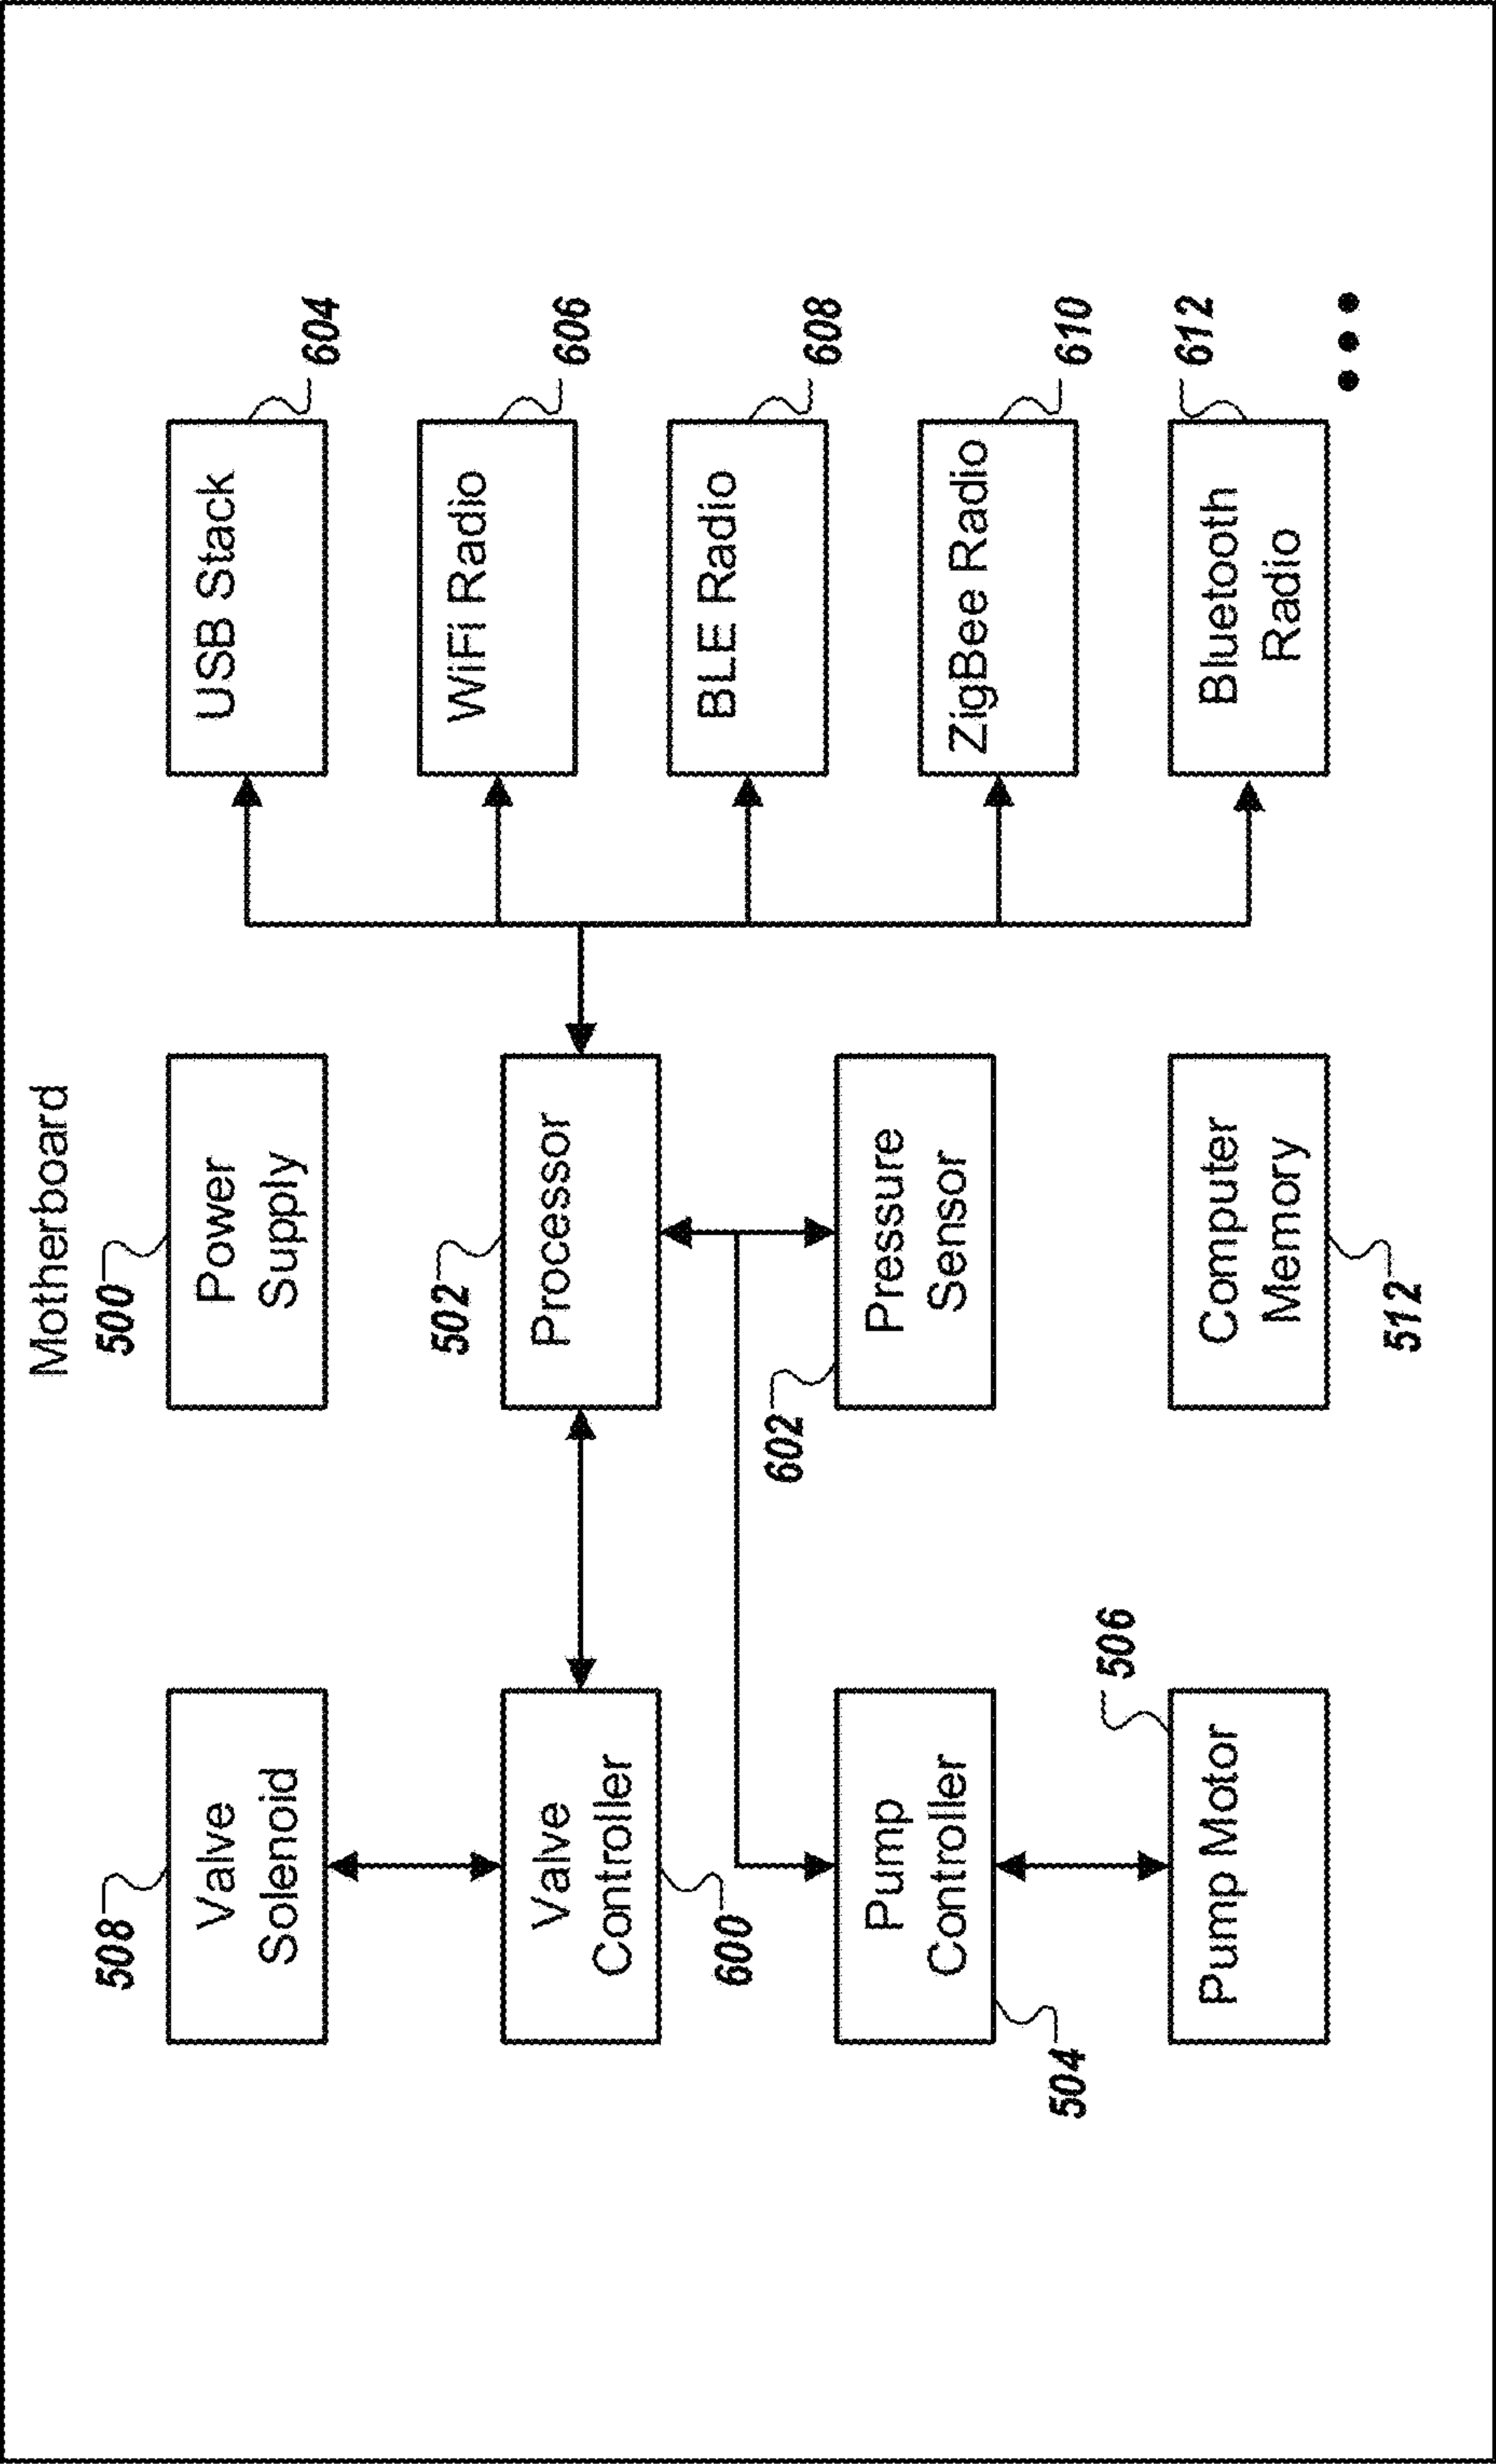 Motherboard
508
Valve
Solenoid
500
Power
Supply
USB Stack
604
WiFi Radio
606
Valve
Controller
600
502
Processor
BLE Radio
608
Pump
Controller
504
602
Pressure
Sensor
ZigBee Radio
610
506
Pump Motor
Computer
Memory
512
612
Bluetooth
Radio